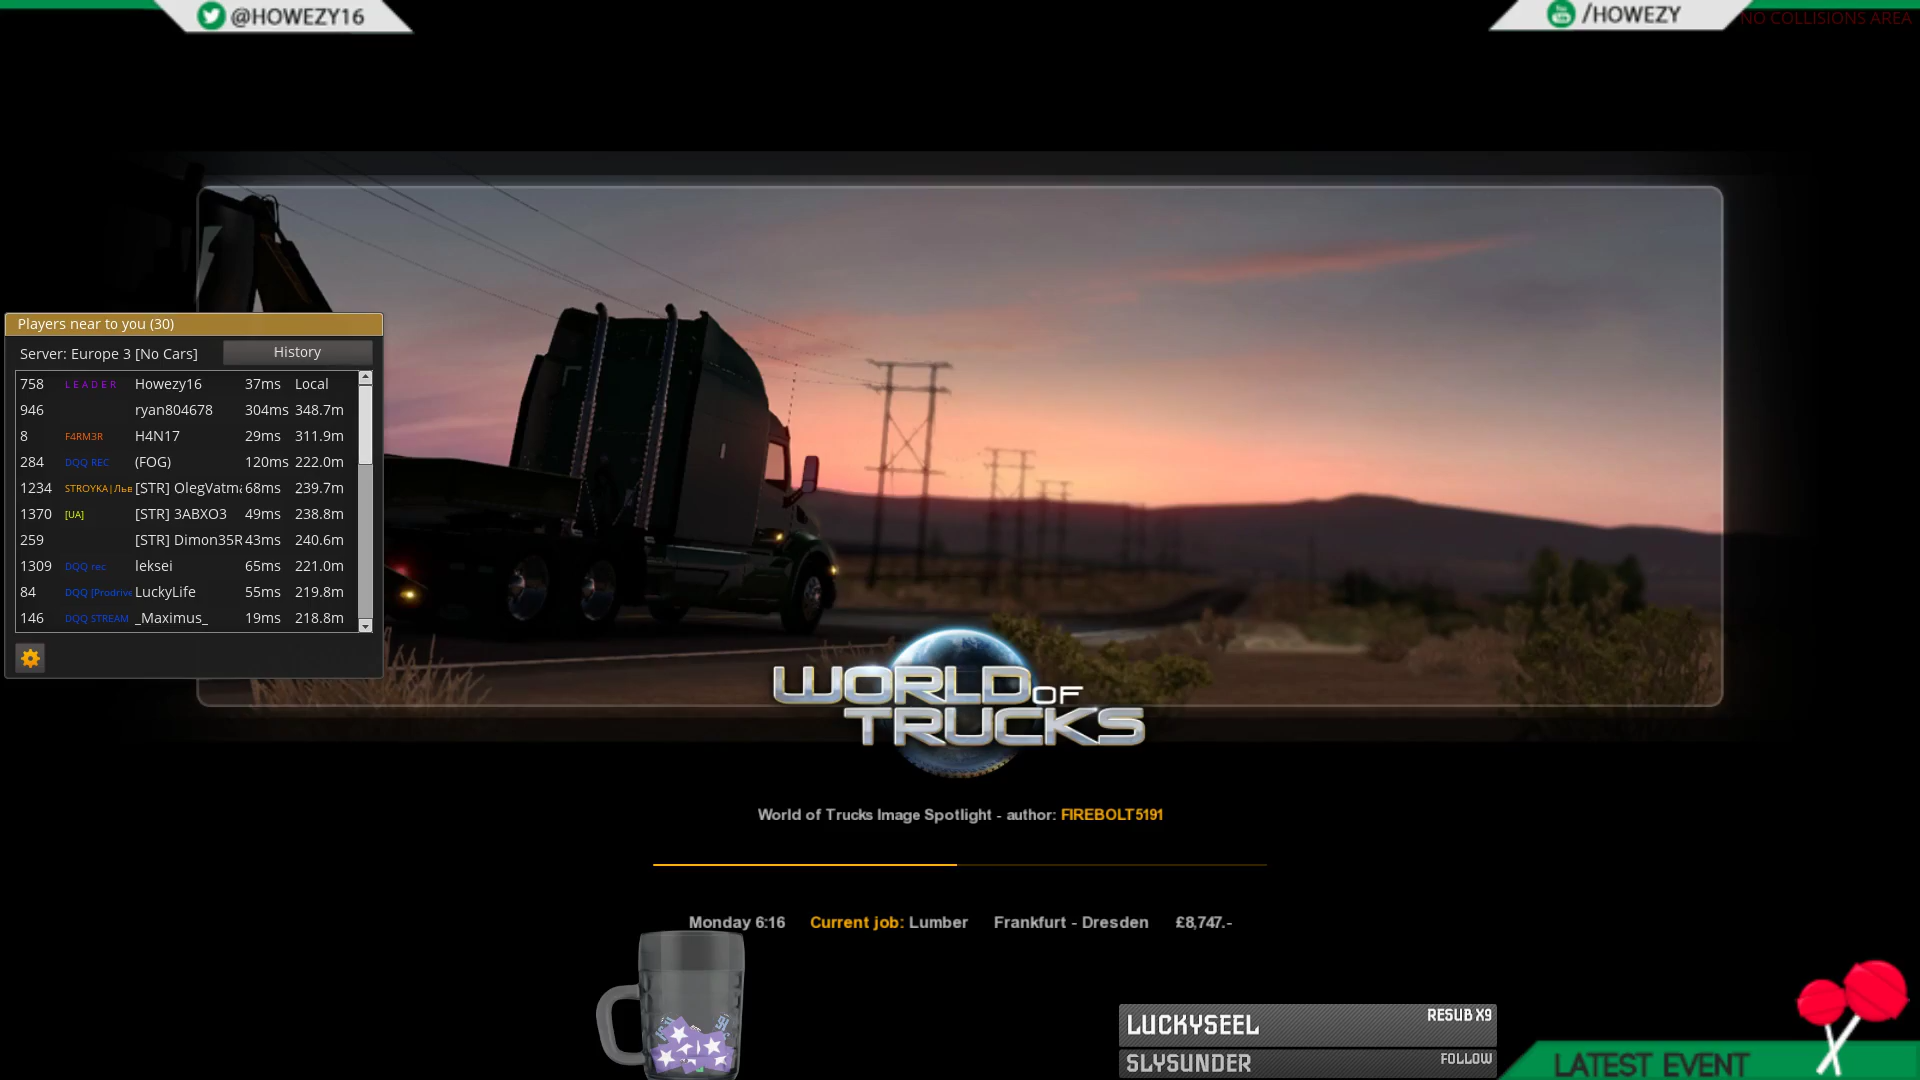 @HOWEZY16
/HOWEZY
NO COLLISIONS AREA
Players near to you (30)
Server: Europe 3 [No Cars]
History
758 LEADER Howezy16 37ms Local
946 ryan804678 304ms 348.7m
8 F4RM3R H4N17 29ms 311.9m
284 DQQ REC (FOG) 120ms 222.0m
1234 STROYKA|Льв [STR] OlegVatm 68ms 239.7m
1370 [UA] [STR] 3ABXO3 49ms 238.8m
259 [STR] Dimon35R 43ms 240.6m
1309 DQQ rec leksei 65ms 221.0m
84 DQQ [Prodrive LuckyLife 55ms 219.8m
146 DQQ STREAM _Maximus_ 19ms 218.8m
WORLD OF
TRUCKS
World of Trucks Image Spotlight - author: FIREBOLT5191
Monday 6:16 Current job: Lumber Frankfurt - Dresden £8,747.-
LUCKYSEEL RESUB X9
SLYSUNDER FOLLOW
LATEST EVENT